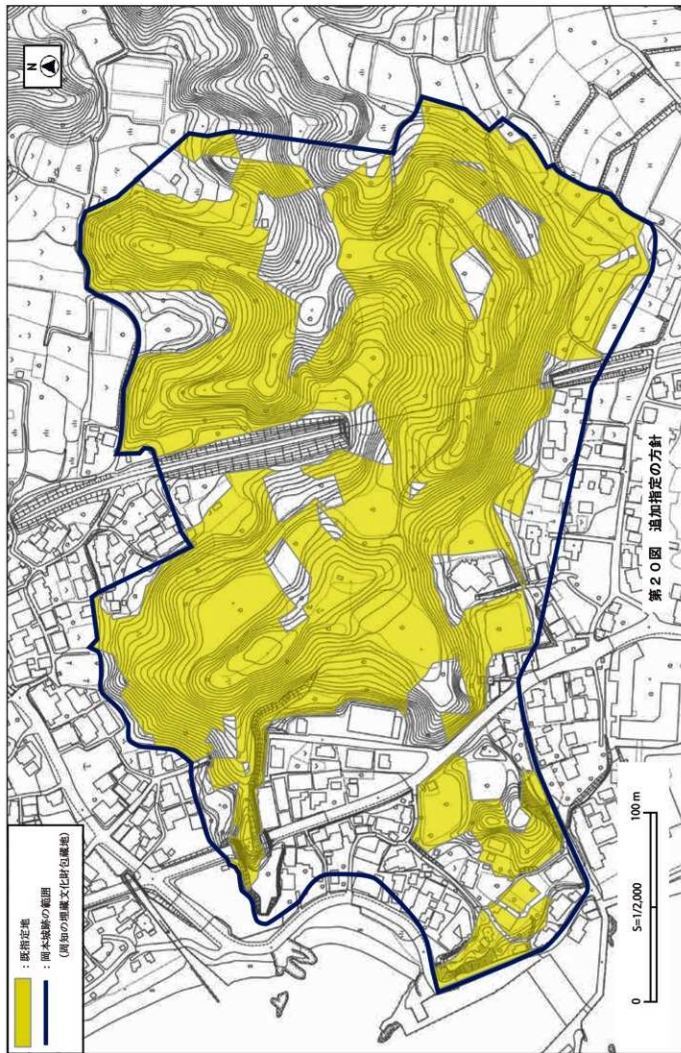 N
：既指定地
：岡本城跡の範囲
（周知の埋蔵文化財包蔵地）
0
S=1/2,000
100 m
第２０図　追加指定の方針